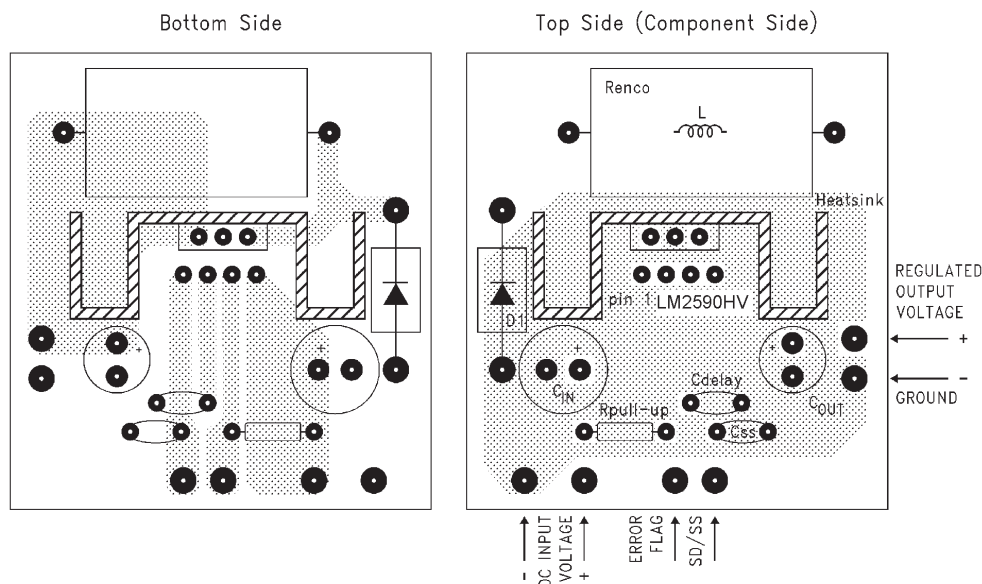 Bottom Side
Top Side (Component Side)
Renco
L
Heatsink
pin 1
LM2590HV
D1
+
+
+
+
CIN
Cdelay
COUT
Rpull-up
Css
REGULATED
OUTPUT
VOLTAGE
+
-
GROUND
-
DC INPUT
VOLTAGE
+
ERROR
FLAG
SD/SS